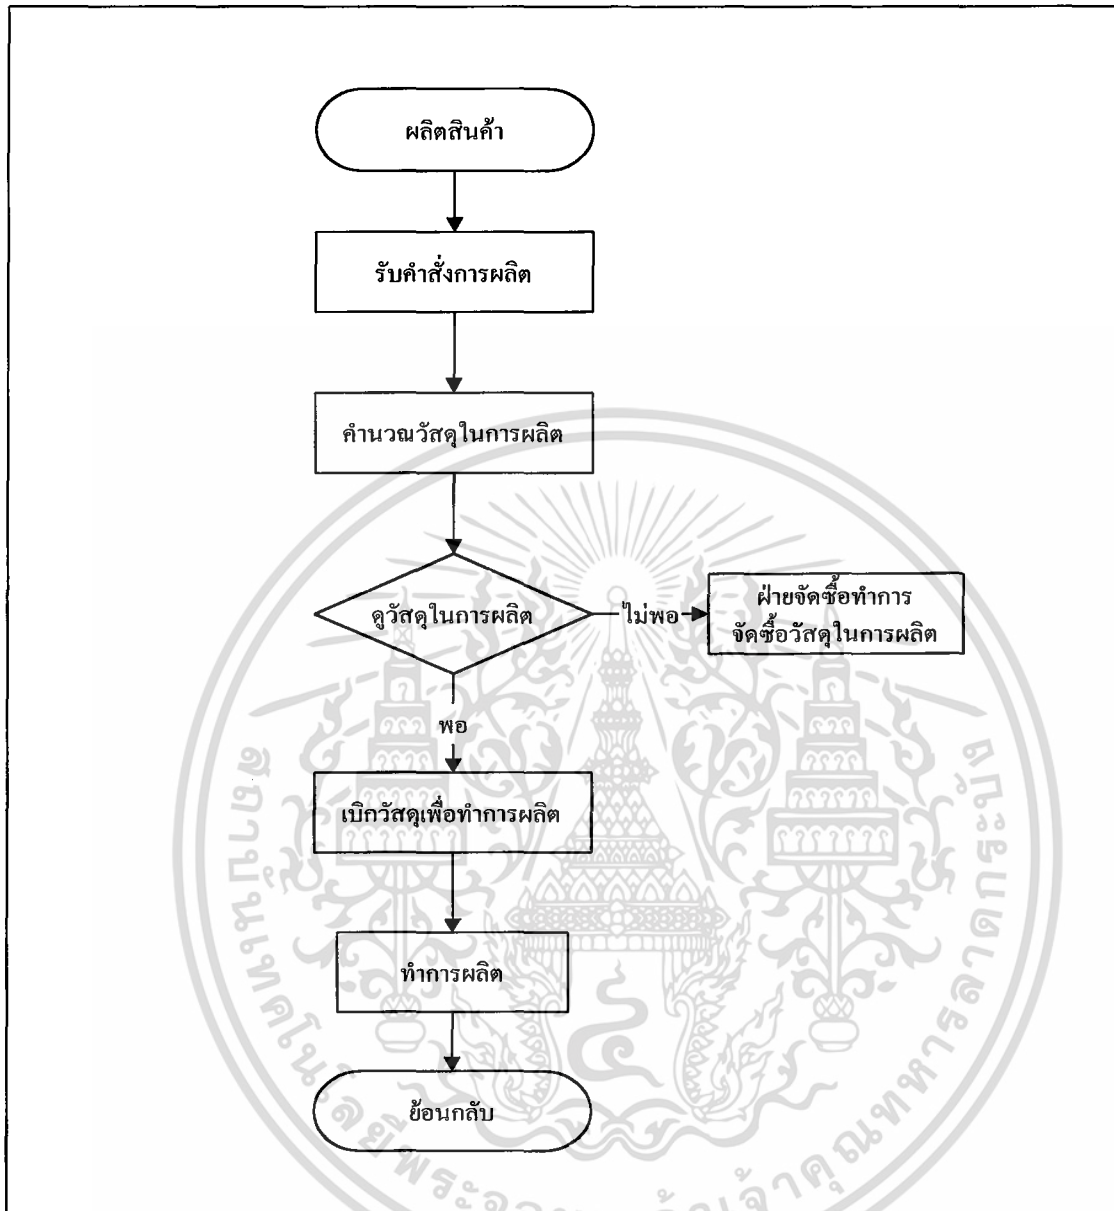 ผลิตสินค้า
รับคำสั่งการผลิต
คำนวณวัสดุในการผลิต
ดูวัสดุในการผลิต
ไม่พอ
ฝ่ายจัดซื้อทำการ
จัดซื้อวัสดุในการผลิต
พอ
เบิกวัสดุเพื่อทำการผลิต
ทำการผลิต
ย้อนกลับ